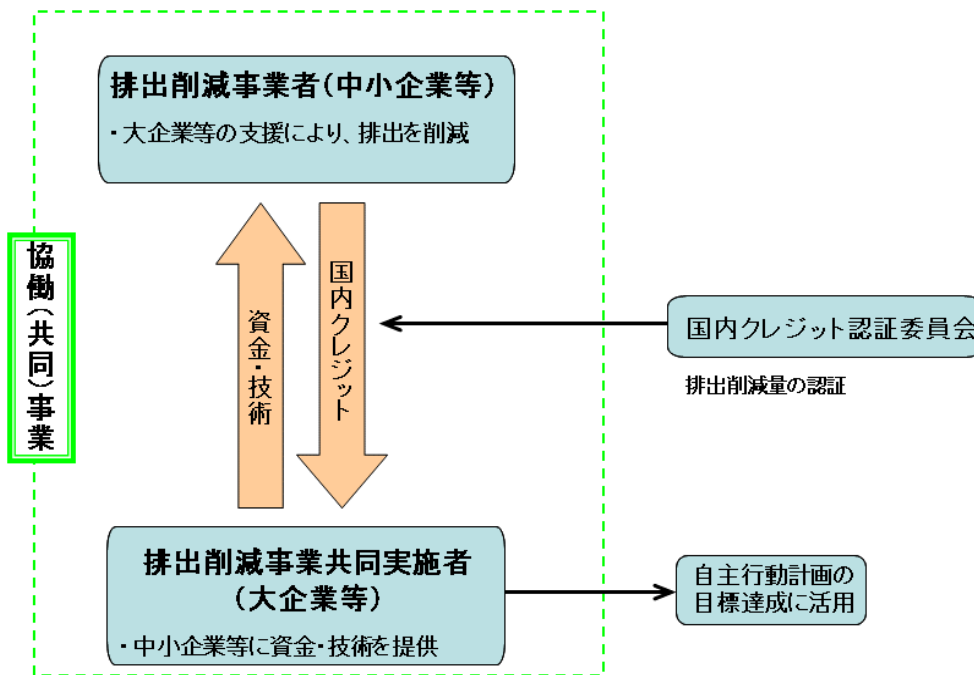 排出削減事業者(中小企業等)
・大企業等の支援により、排出を削減
協働(共同)事業
資金・技術
国内クレジット
国内クレジット認証委員会
排出削減量の認証
排出削減事業共同実施者
(大企業等)
・中小企業等に資金・技術を提供
自主行動計画の
目標達成に活用